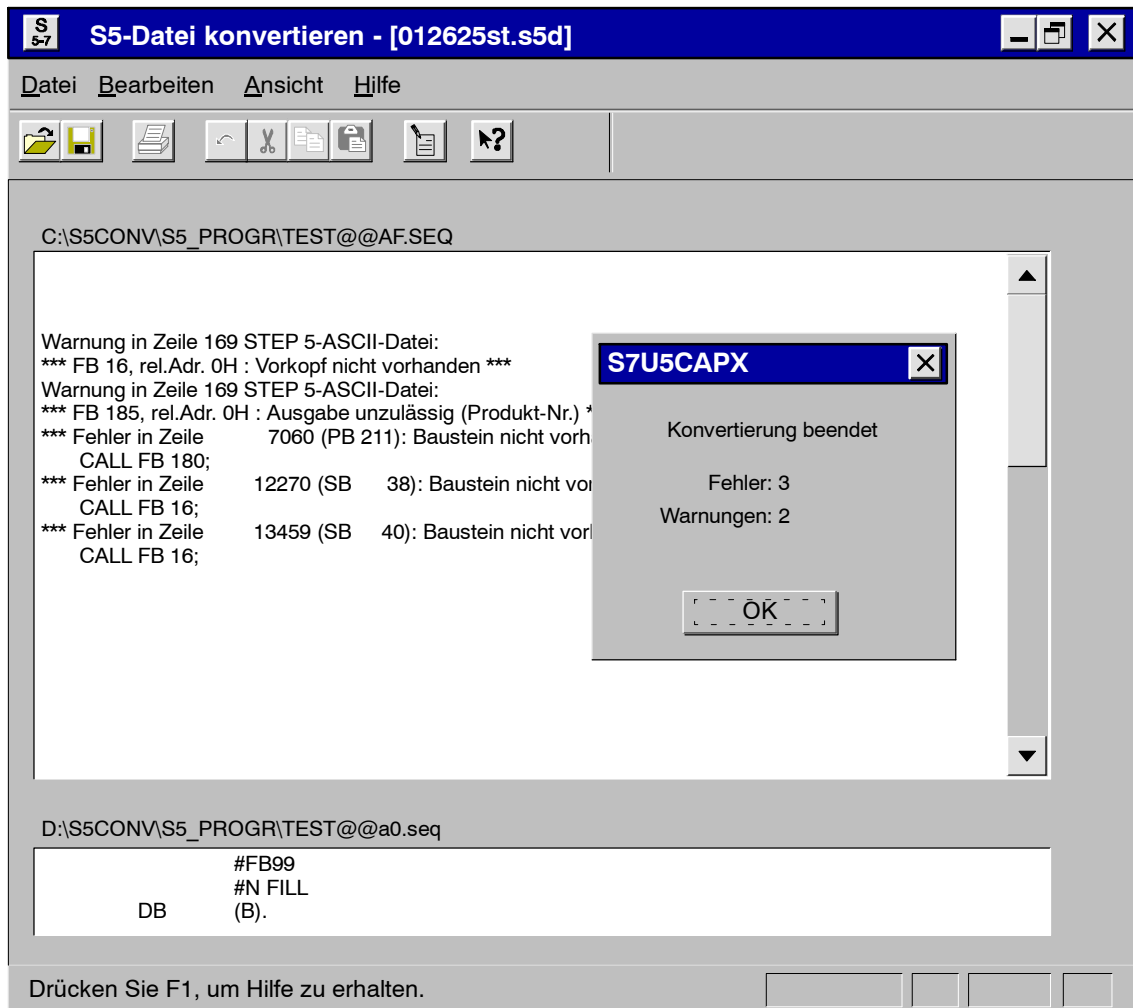 S
5-7
S5-Datei konvertieren - [012625st.s5d]
Datei Bearbeiten Ansicht Hilfe
C:\S5CONV\S5_PROGR\TEST@@AF.SEQ
Warnung in Zeile 169 STEP 5-ASCII-Datei:
*** FB 16, rel.Adr. 0H : Vorkopf nicht vorhanden ***
Warnung in Zeile 169 STEP 5-ASCII-Datei:
*** FB 185, rel.Adr. 0H : Ausgabe unzulässig (Produkt-Nr.) *
*** Fehler in Zeile 7060 (PB 211): Baustein nicht vorh
CALL FB 180;
*** Fehler in Zeile 12270 (SB 38): Baustein nicht vor
CALL FB 16;
*** Fehler in Zeile 13459 (SB 40): Baustein nicht vorh
CALL FB 16;
S7U5CAPX
Konvertierung beendet
Fehler: 3
Warnungen: 2
OK
D:\S5CONV\S5_PROGR\TEST@@a0.seq
#FB99
#N FILL
DB (B).
Drücken Sie F1, um Hilfe zu erhalten.